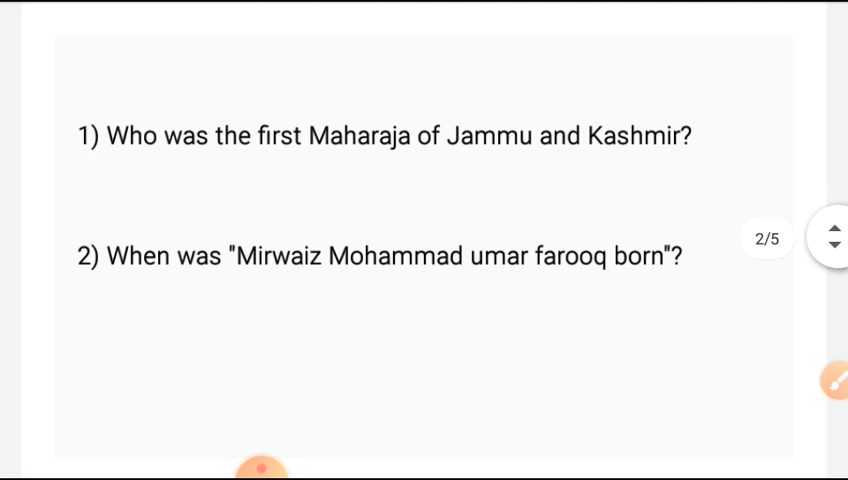 1) Who was the first Maharaja of Jammu and Kashmir?
2/5
2) When was "Mirwaiz Mohammad umar farooq born"?